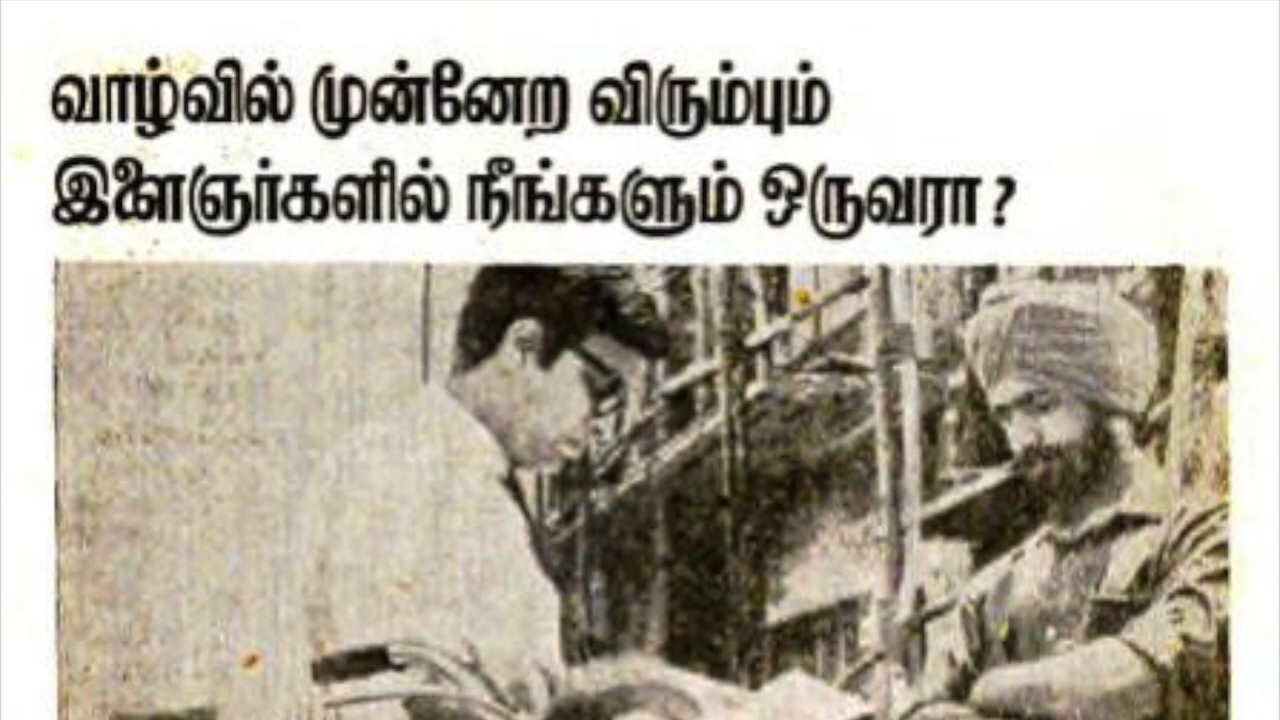 வாழ்வில் முன்னேற விரும்பும்
இளைஞர்களில் நீங்களும் ஒருவரா?